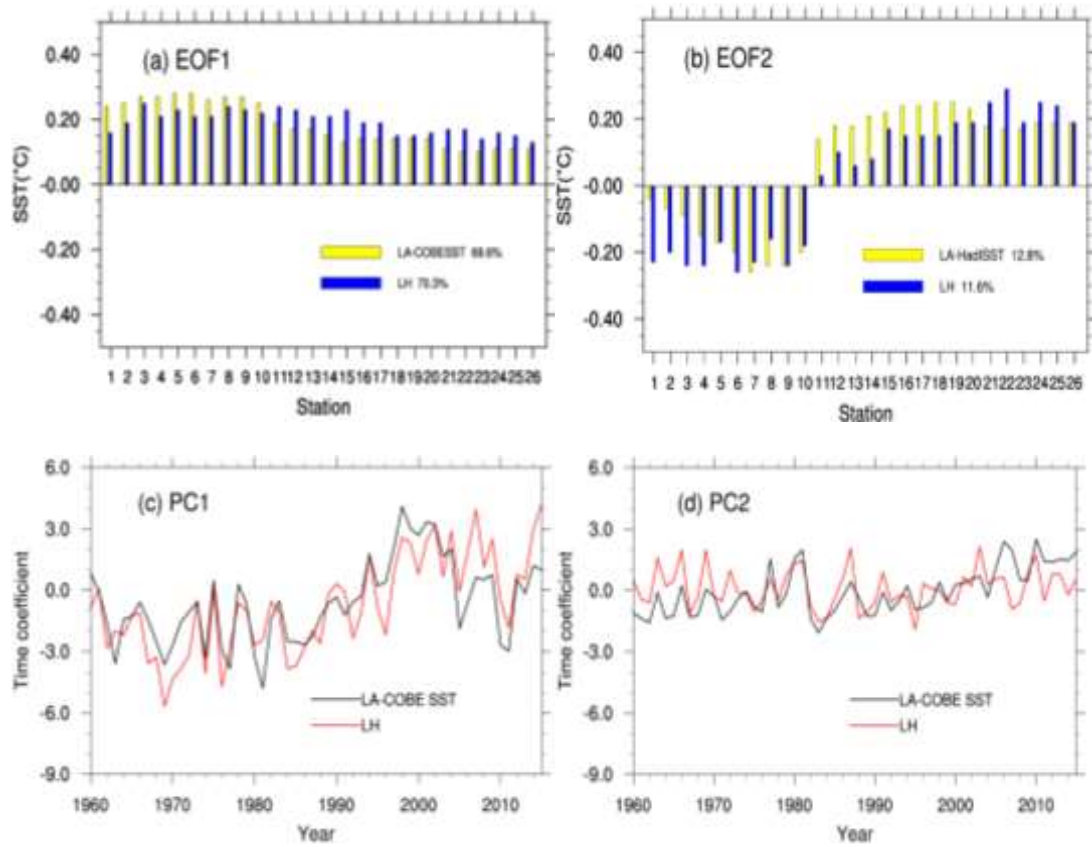 (a) EOF1
0.40
0.20
-0.00
-0.20
-0.40
SST(°C)
LA-COBESST 69.6%
LH 70.3%
1 2 3 4 5 6 7 8 9 10 11 12 13 14 15 16 17 18 19 20 21 22 23 24 25 26
Station
(b) EOF2
0.40
0.20
-0.00
-0.20
-0.40
SST(°C)
LA-HadISST 12.8%
LH 11.6%
1 2 3 4 5 6 7 8 9 10 11 12 13 14 15 16 17 18 19 20 21 22 23 24 25 26
Station
(c) PC1
6.0
3.0
0.0
-3.0
-6.0
-9.0
Time coefficient
LA-COBE SST
LH
1960 1970 1980 1990 2000 2010
Year
(d) PC2
6.0
3.0
0.0
-3.0
-6.0
-9.0
Time coefficient
LA-COBE SST
LH
1960 1970 1980 1990 2000 2010
Year